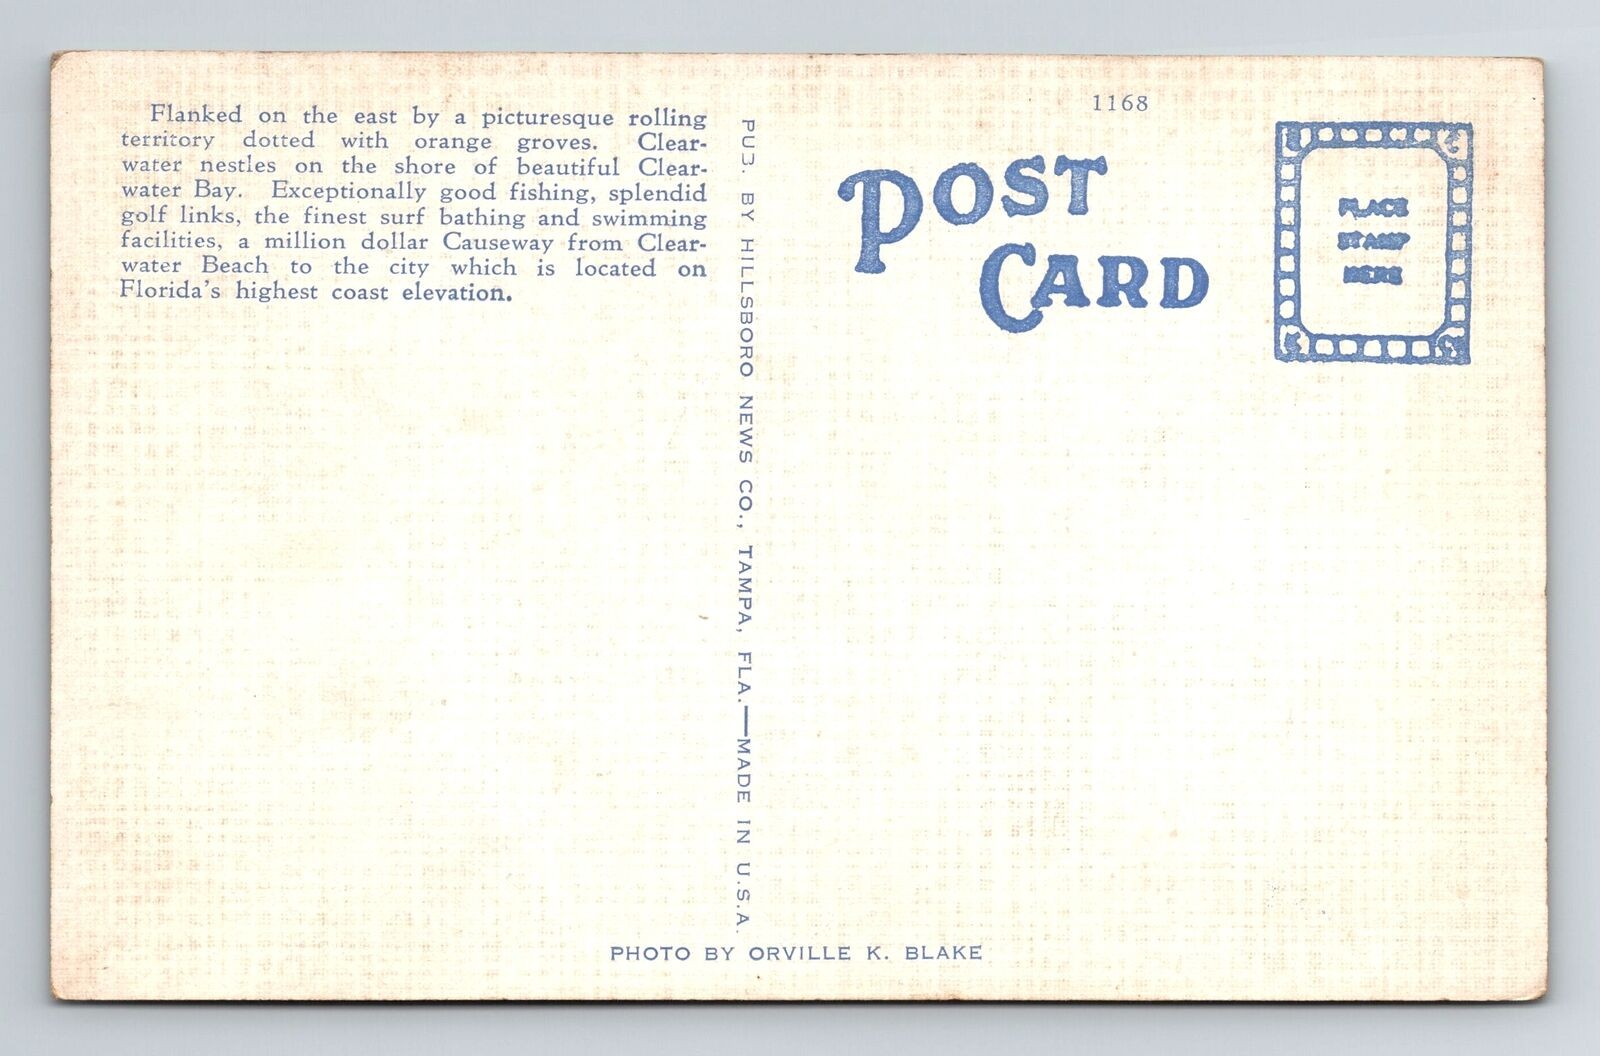 Flanked on the east by a picturesque rolling
territory dotted with orange groves. Clear-
water nestles on the shore of beautiful Clear-
water Bay. Exceptionally good fishing, splendid
golf links, the finest surf bathing and swimming
facilities, a million dollar Causeway from Clear-
water Beach to the city which is located on
Florida's highest coast elevation.
PUB. BY HILLSBORO NEWS CO., TAMPA, FLA.—MADE IN U.S.A.
1168
POST
CARD
PLACE
STAMP
HERE
PHOTO BY ORVILLE K. BLAKE